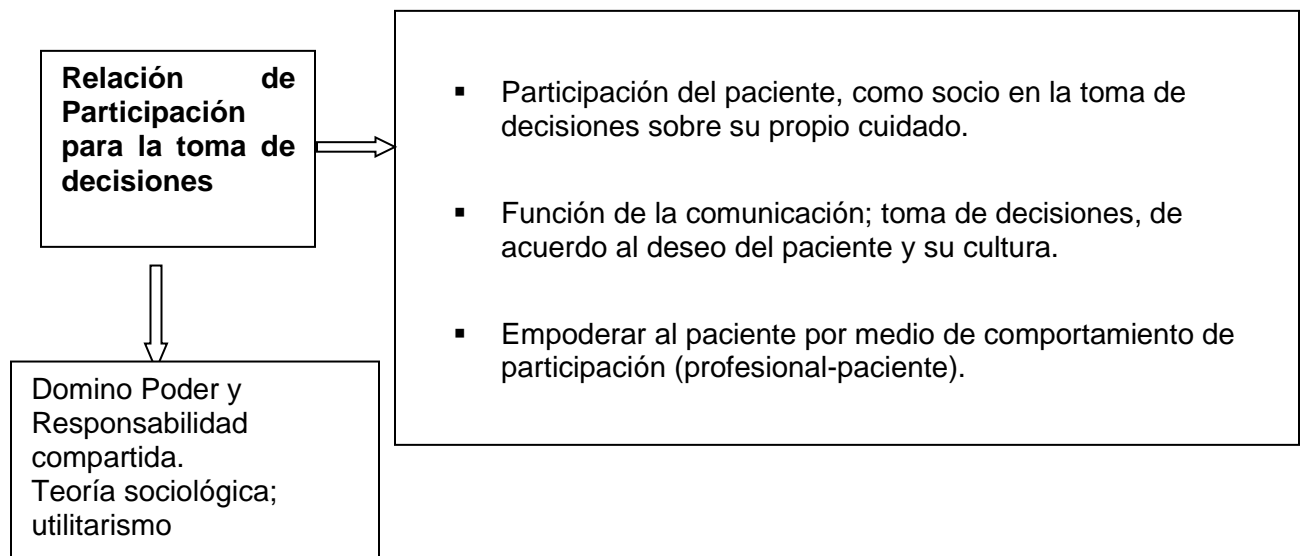 Relación de
Participación
para la toma de
decisiones
▪ Participación del paciente, como socio en la toma de
decisiones sobre su propio cuidado.
▪ Función de la comunicación; toma de decisiones, de
acuerdo al deseo del paciente y su cultura.
▪ Empoderar al paciente por medio de comportamiento de
participación (profesional-paciente).
Domino Poder y
Responsabilidad
compartida.
Teoría sociológica;
utilitarismo